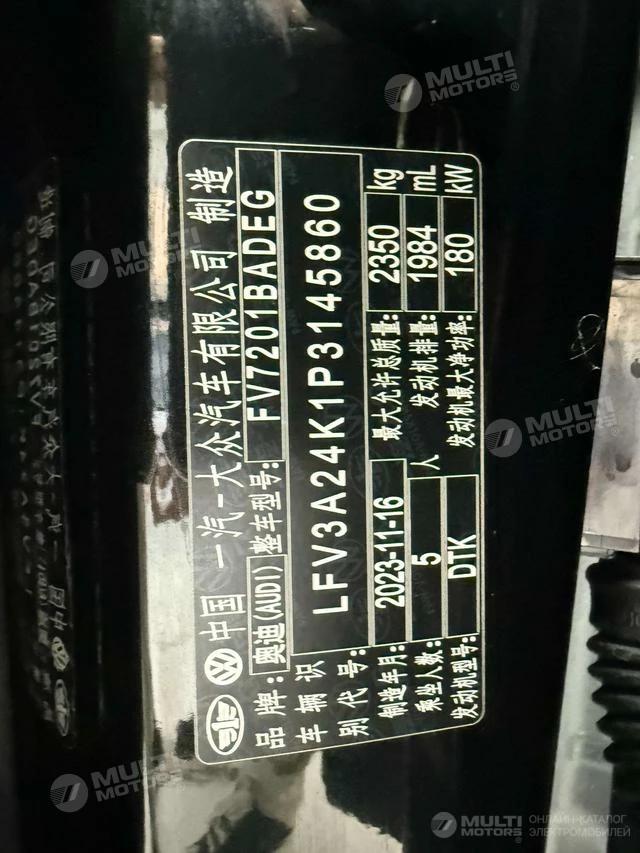 中国 一汽-大众汽车有限公司 制造
品牌: 奥迪(AUDI) 整车型号: FV7201BADEG
车辆识别代号: LFV3A24K1P3145860
制造年月: 2023-11-16 最大允许总质量: 2350 kg
乘坐人数: 5 人 发动机排量: 1984 mL
发动机型号: DTK 发动机最大净功率: 180 kW
MULTI
MOTORS®
MULTI
MOTORS®
MULTI
MOTORS®
MULTI
MOTORS®
MULTI
MOTORS®
ОНЛАЙН-КАТАЛОГ
ЭЛЕКТРОМОБИЛЕЙ